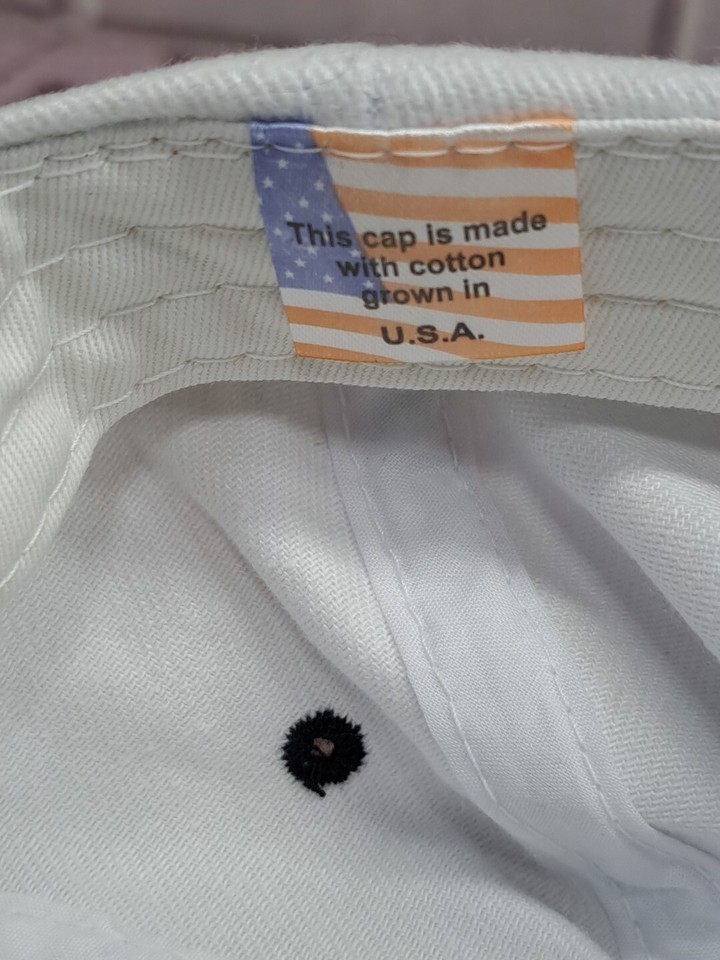 This cap is made
with cotton
grown in
U.S.A.